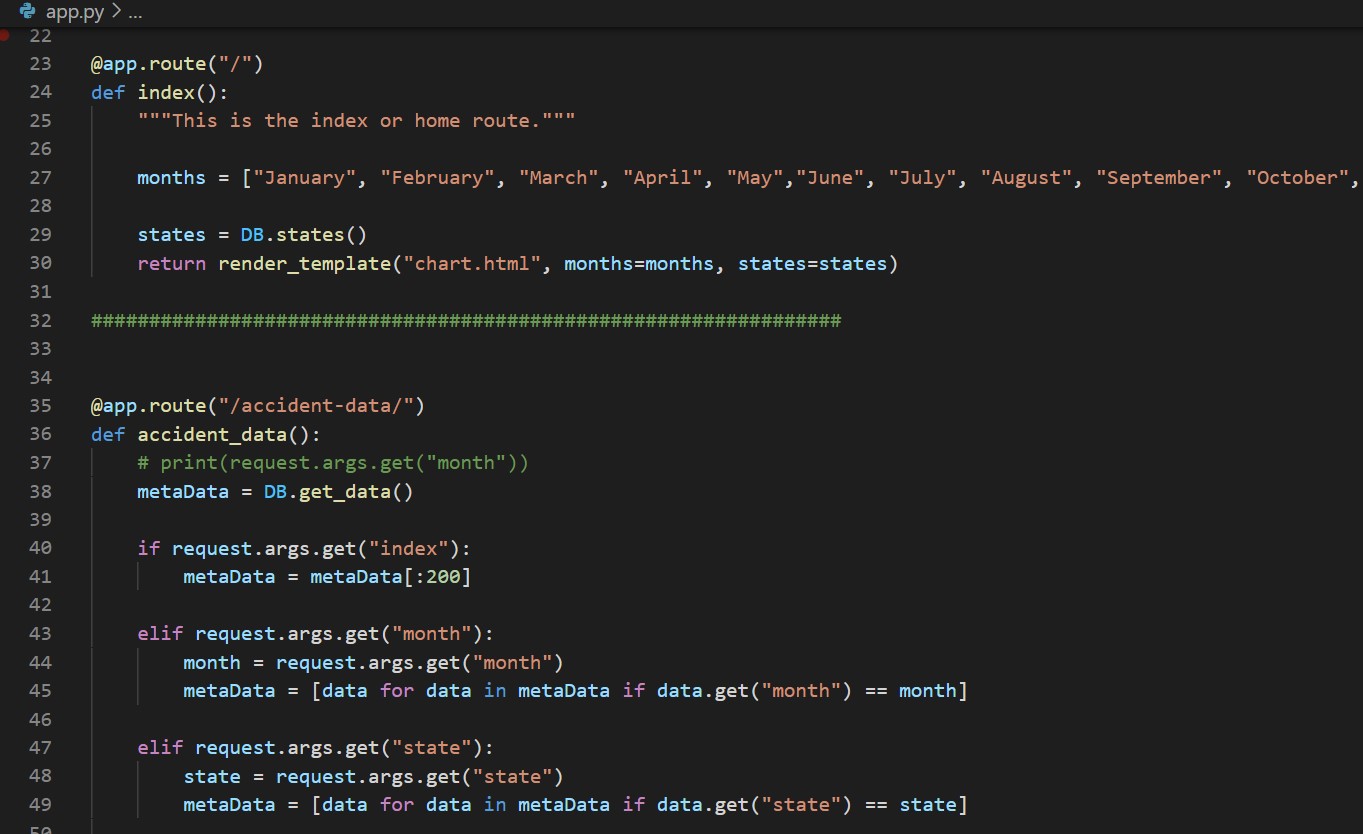 app.py > ...
22
23 @app.route("/")
24 def index():
25 """This is the index or home route."""
26
27 months = ["January", "February", "March", "April", "May","June", "July", "August", "September", "October",
28
29 states = DB.states()
30 return render_template("chart.html", months=months, states=states)
31
32 #################################################################
33
34
35 @app.route("/accident-data/")
36 def accident_data():
37 # print(request.args.get("month"))
38 metaData = DB.get_data()
39
40 if request.args.get("index"):
41 metaData = metaData[:200]
42
43 elif request.args.get("month"):
44 month = request.args.get("month")
45 metaData = [data for data in metaData if data.get("month") == month]
46
47 elif request.args.get("state"):
48 state = request.args.get("state")
49 metaData = [data for data in metaData if data.get("state") == state]
50